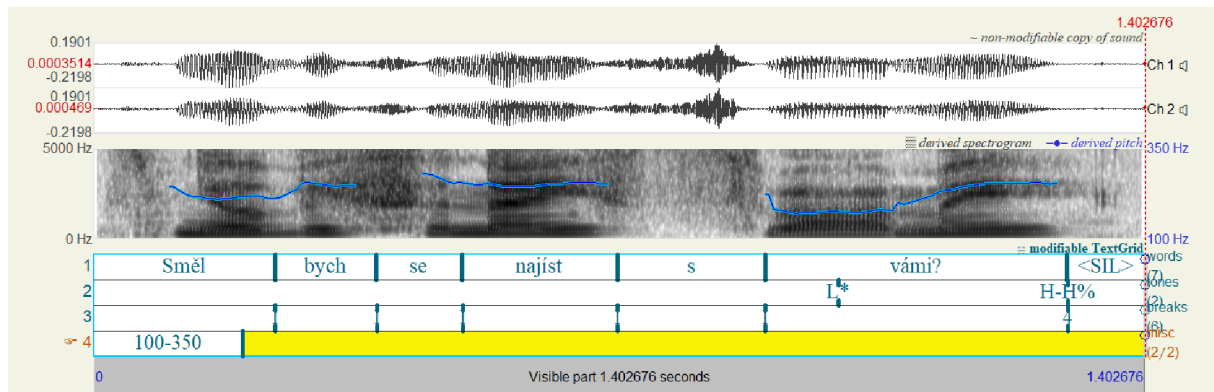 1.402676
0.1901 ~ non-modifiable copy of sound
0.0003514 Ch 1
-0.2198
0.1901
0.000469 Ch 2
-0.2198
5000 Hz derived spectrogram derived pitch 350 Hz
0 Hz 100 Hz
modifiable TextGrid
1 Směl bych se najíst s vámi? <SIL> words (7)
2 L* H-H% tones (2)
3 4 breaks (6)
4 100-350 misc (2/2)
0 Visible part 1.402676 seconds 1.402676